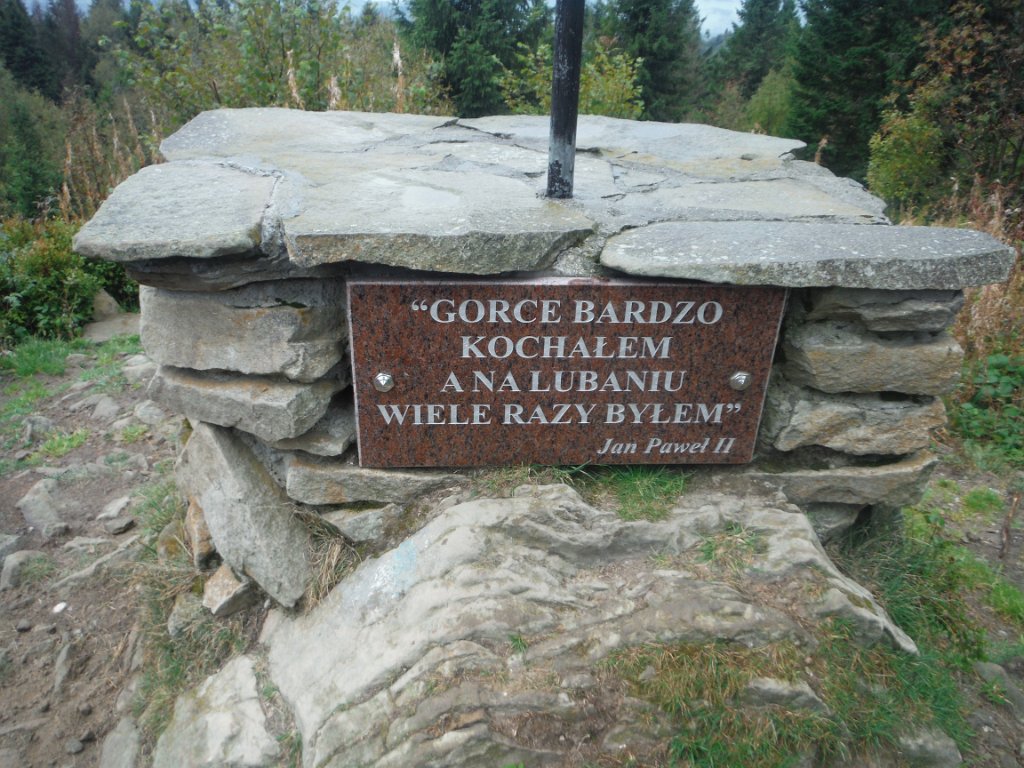 “GORCE BARDZO
KOCHAŁEM
A NA LUBANIU
WIELE RAZY BYŁEM”
Jan Paweł II